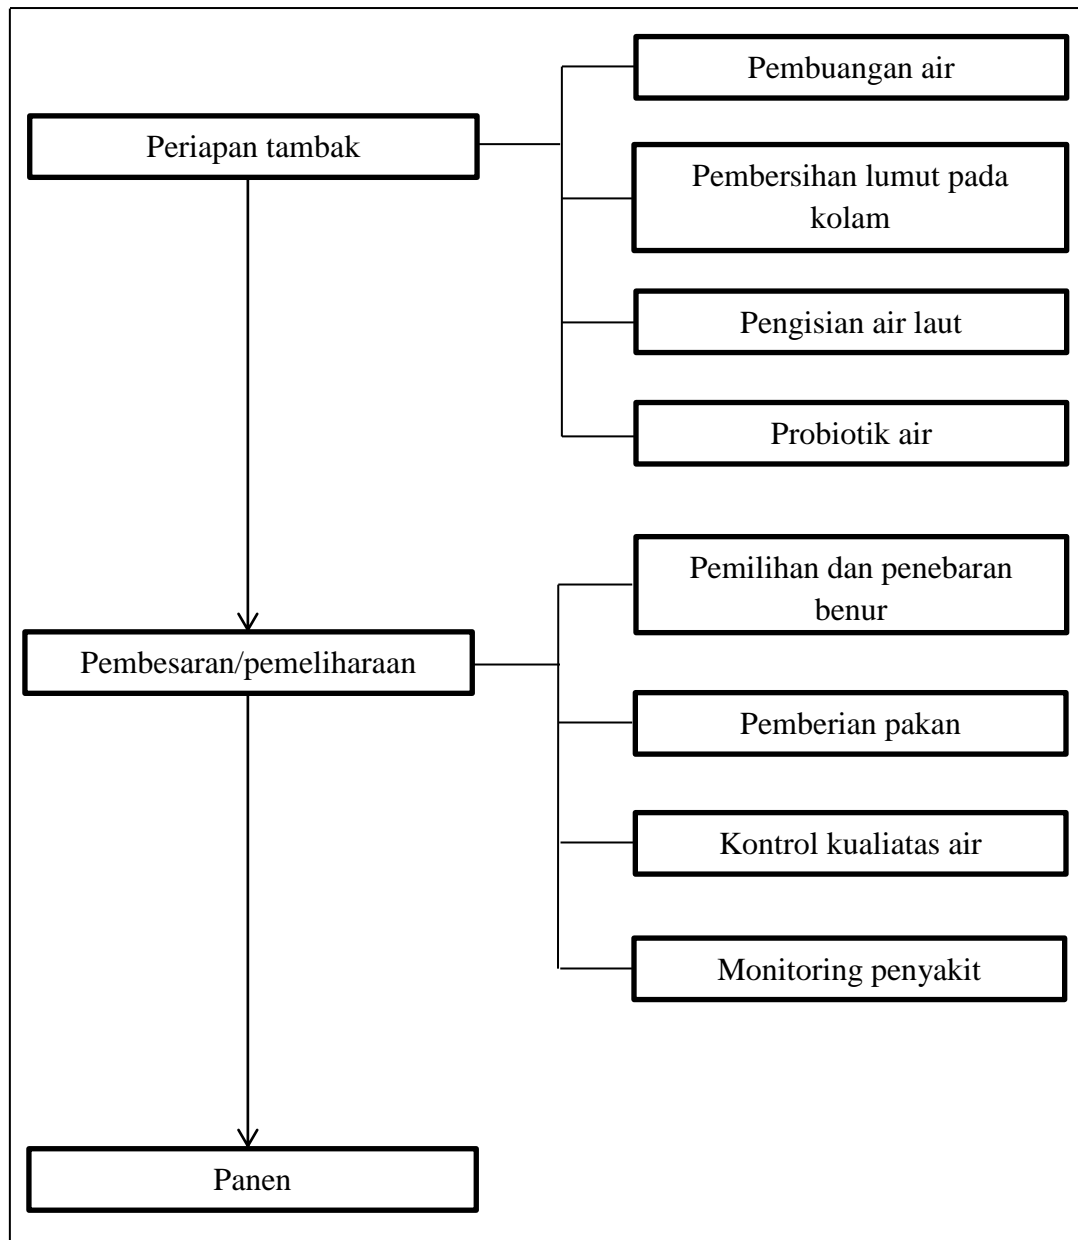 Periapan tambak
Pembuangan air
Pembersihan lumut pada
kolam
Pengisian air laut
Probiotik air
Pembesaran/pemeliharaan
Pemilihan dan penebaran
benur
Pemberian pakan
Kontrol kualiatas air
Monitoring penyakit
Panen